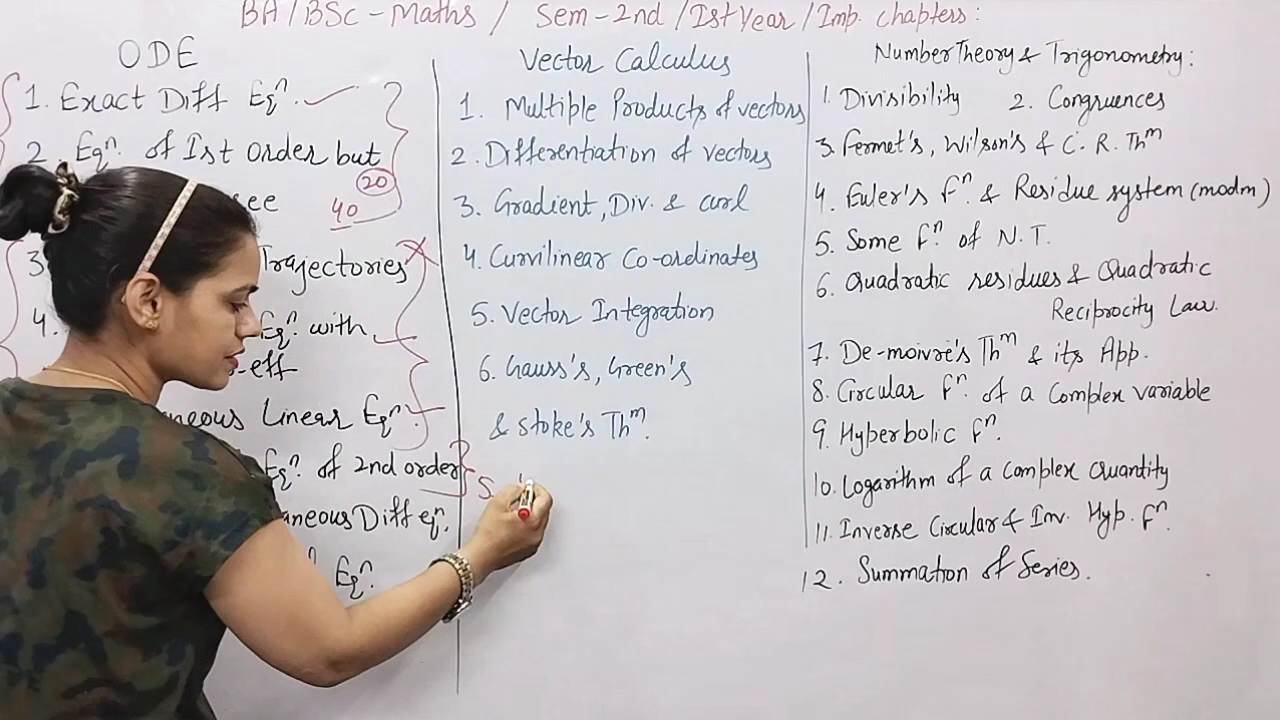 BA/BSc-Maths / Sem-2nd / Ist Year / Imp. chapters:
ODE
1. Exact Diff Eqn.
2. Eqn. of Ist order but
ee
20
40
3. Trajectories
4. Eqn. with
-eff
neous Linear Eqn.
Eqn. of 2nd order
S
aneous Diff eqn.
Eqn.
Vector Calculus
1. Multiple Products of vectors
2. Differentiation of vectors
3. Gradient, Div. & curl
4. Curvilinear Co-ordinates
5. Vector Integration
6. Gauss's, Green's
& Stoke's Thm.
Number Theory & Trigonometry:
1. Divisibility 2. Congruences
3. Fermet's, Wilson's & C. R. Thm
4. Euler's fn. & Residue system (modm)
5. Some fn. of N.T.
6. Quadratic residues & Quadratic
Reciprocity Law.
7. De-moivre's Thm & its App.
8. Circular fn. of a Complex variable
9. Hyperbolic fn.
10. Logarithm of a Complex Quantity
11. Inverse Circular & Inv. Hyp. fn.
12. Summation of Series.